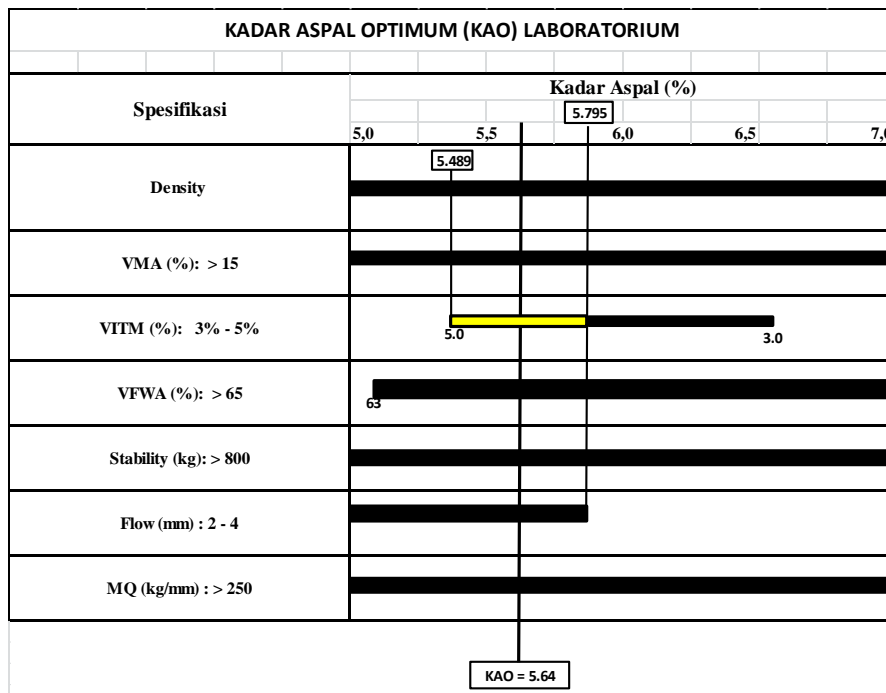 KADAR ASPAL OPTIMUM (KAO) LABORATORIUM
Spesifikasi
Kadar Aspal (%)
5.795
5,0 5,5 6,0 6,5 7,0
5.489
Density
VMA (%): > 15
VITM (%): 3% - 5%
5.0
3.0
VFWA (%): > 65
63
Stability (kg): > 800
Flow (mm) : 2 - 4
MQ (kg/mm) : > 250
KAO = 5.64